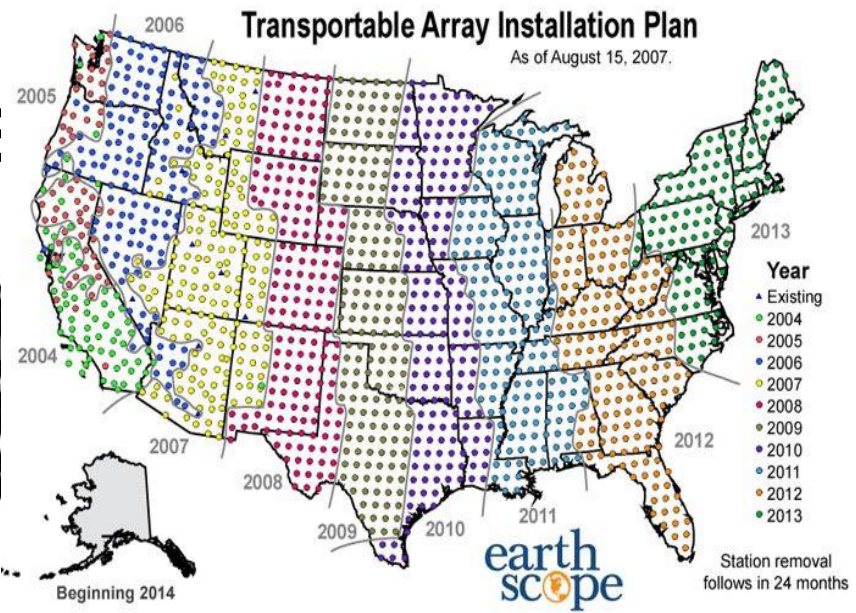 Transportable Array Installation Plan
As of August 15, 2007.
2006
2005
2004
2007
2008
2009
2010
2011
2012
2013
Year
Existing
2004
2005
2006
2007
2008
2009
2010
2011
2012
2013
Beginning 2014
earth
scope
Station removal
follows in 24 months